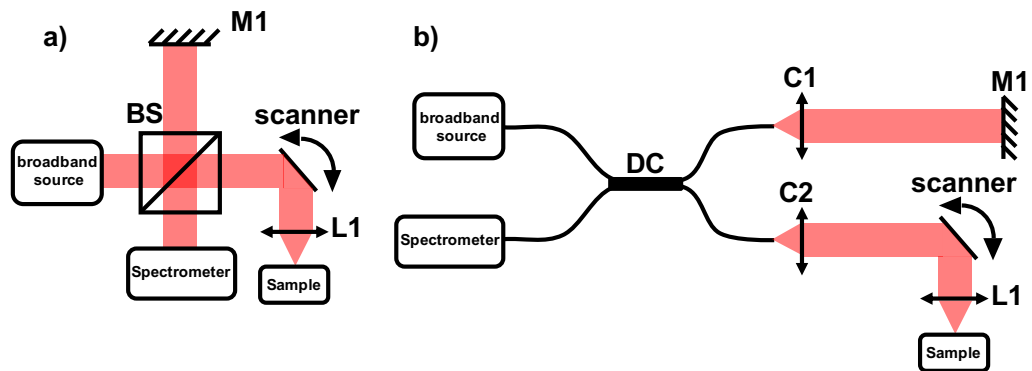 a)
M1
BS
scanner
broadband
source
L1
Spectrometer
Sample
b)
C1
M1
broadband
source
DC
C2
scanner
Spectrometer
L1
Sample